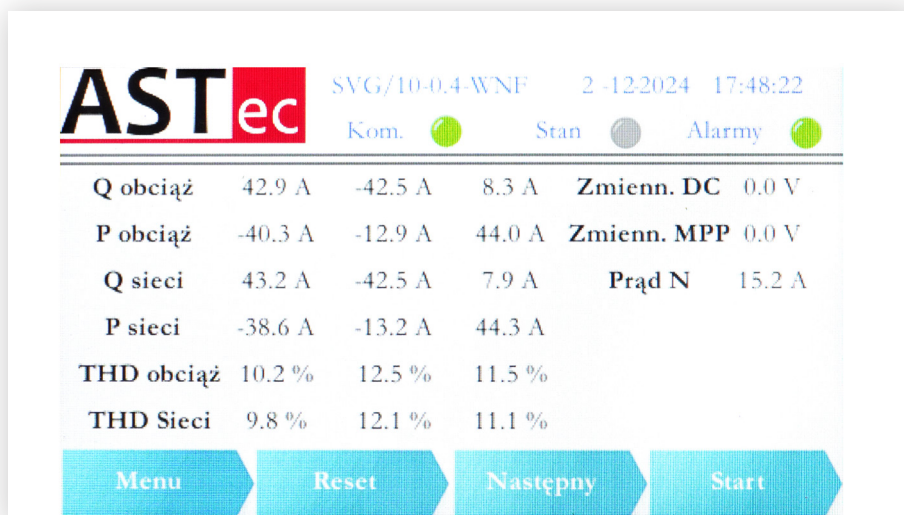 ASTec
SVG/10-0.4-WNF 2 -12-2024 17:48:22
Kom. Stan Alarmy
Q obciąż 42.9 A -42.5 A 8.3 A Zmienn. DC 0.0 V
P obciąż -40.3 A -12.9 A 44.0 A Zmienn. MPP 0.0 V
Q sieci 43.2 A -42.5 A 7.9 A Prąd N 15.2 A
P sieci -38.6 A -13.2 A 44.3 A
THD obciąż 10.2 % 12.5 % 11.5 %
THD Sieci 9.8 % 12.1 % 11.1 %
Menu Reset Następny Start